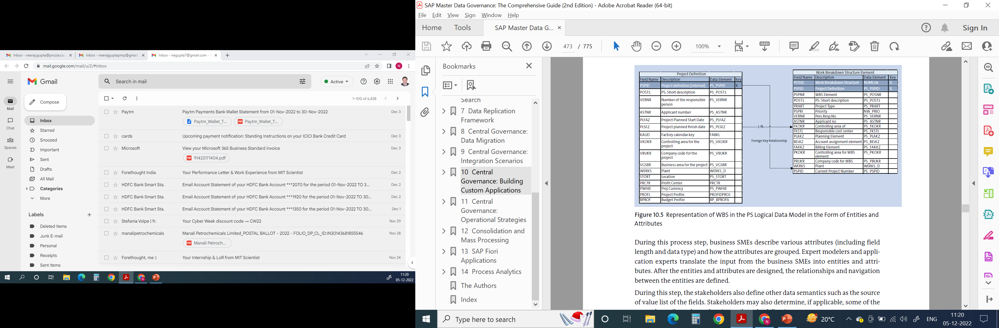 Inbox - neeraj.gupta@prozia.co.i
Inbox - neerajguptapmp@gmail.
Inbox - negupta7@gmail.com - G
mail.google.com/mail/u/2/#inbox
N
Gmail
Search in mail
Active
Mail
Chat
Spaces
Meet
Compose
Inbox
Starred
Snoozed
Important
Sent
Drafts
All Mail
Categories
More
Labels
Deleted Items
Junk E-mail
Personal
Receipts
Sent Items
1–100 of 6,838
Paytm Paytm Payments Bank Wallet Statement from 01-Nov-2022 to 30-Nov-2022 Dec 3
Paytm_Wallet_T... PDF Paytm_Wallet_T...
cards Upcoming payment notification: Standing Instructions on your ICICI Bank Credit Card Dec 3
Microsoft View your Microsoft 365 Business Standard invoice Dec 3
PDF 91422171404.pdf
Forethought India Your Performance Letter & Work Experience from MIT Scientist Dec 2
HDFC Bank Smart Sta. Email Account Statement of your HDFC Bank Account ***2070 for the period 01-Nov-2022 TO 3... Dec 2
HDFC Bank Smart Sta. Email Account Statement of your HDFC Bank Account ***1920 for the period 01-Nov-2022 TO 30... Dec 2
HDFC Bank Smart Sta. Email Account Statement of your HDFC Bank Account ***1350 for the period 01-Nov-2022 TO 30... Dec 1
Stefania Volpe | fr. Your Cyber Week discount code → CW22 Nov 29
manalipetrochemicals Manali Petrochemicals Limited_POSTAL BALLOT - 2022 - FOLIO_DP_CL_ID:IN30143681855546 Nov 28
PDF Manali Petroch...
Forethought, me 2 Your Internship & LoR from MIT Scientist Nov 24
11:20
05-12-2022
SAP Master Data Governance: The Comprehensive Guide (2nd Edition) - Adobe Acrobat Reader (64-bit)
File Edit View Sign Window Help
Home Tools SAP Master Data G... × Sign In
473 / 775 100%
Bookmarks
Search
7 Data Replication
Framework
8 Central Governance:
Data Migration
9 Central Governance:
Integration Scenarios
10 Central
Governance: Building
Custom Applications
11 Central
Governance:
Operational Strategies
12 Consolidation and
Mass Processing
13 SAP Fiori
Applications
14 Process Analytics
The Authors
Index
Project Definition
Field Name Description Data Element Key
PSPID Project definition (internal) PS_PSPID X
POST1 PS: Short description PS_POST1
VERNR Number of the responsible PS_VERNR
person
ASTNR Applicant number PS_ASTNR
PLFAZ Project Planned Start Date PS_PLFAZ
PLSEZ Project planned finish date PS_PLSEZ
KALID Factory calendar key FABKL
VKOKR Controlling area for the PS_VKOKR
project
VBUKR Company code for the PS_VBUKR
project
VGSBR Business area for the project PS_VGSBR
WERKS Plant WERKS_D
STORT Location PS_STORT
PRCTR Profit Center PRCTR
PWHIE Proj Currency PS_PWHIE
PROFL Project Profile PROFIDPROJ
BPROF Budget Profile BP_BPROFIL
1:N
Foreign Key Relationship
Work Breakdown Structure Element
Field Name Description Data Element Key
POSID Work Breakdown Structure NUMC08 X
PSPID Project Definition PS_PSPID X
PSPNR WBS Element PS_POSNR
POST1 PS: Short description PS_POST1
PRART Project Type PS_PRART
PSPRI Priority NW_PRIO
VERNR Pers.Resp.No. PS_VERNR
ASTNR Applicant no PS_ASTNR
FKOKR Controlling area of PS_FKOKR
FKSTL Responsible cost center PS_FKSTL
PLAKZ Planning Element PS_PLAKZ
BELKZ Account assignment element PS_BELKZ
FAKKZ Billing Element PS_FAKKZ
PKOKR Controlling area for WBS PS_PKOKR
element
PBUKR Company code for WBS PS_PBUKR
WERKS Plant WERKS_D
PSPID Current Project Number PS_PSPID
Figure 10.5 Representation of WBS in the PS Logical Data Model in the Form of Entities and
Attributes
During this process step, business SMEs describe various attributes (including field
length and data type) and how the attributes are grouped. Expert modelers and appli-
cation experts translate the input from the business SMEs into entities and attri-
butes. After the entities and attributes are designed, the relationships and navigation
between the entities are defined.
During this step, the stakeholders also define other data semantics such as the source
of value list of the fields. Stakeholders may also determine, if applicable, some of the
Type here to search
20°C
ENG
11:20
05-12-2022